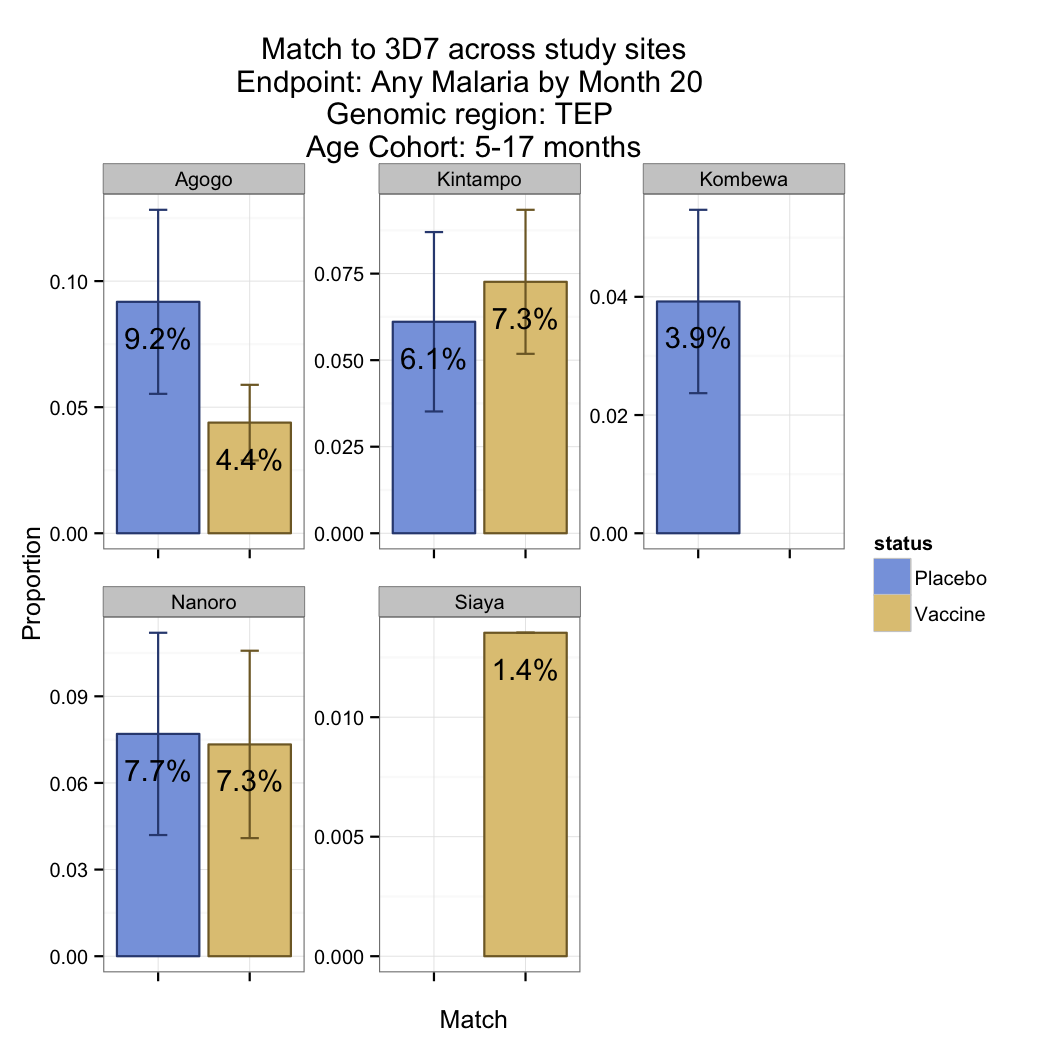 Match to 3D7 across study sites
Endpoint: Any Malaria by Month 20
Genomic region: TEP
Age Cohort: 5-17 months
Agogo
Kintampo
Kombewa
0.10
0.05
0.00
9.2%
4.4%
0.075
0.050
0.025
0.000
6.1%
7.3%
0.04
0.02
0.00
3.9%
Proportion
status
Placebo
Vaccine
Nanoro
Siaya
0.09
0.06
0.03
0.00
7.7%
7.3%
0.010
0.005
0.000
1.4%
Match